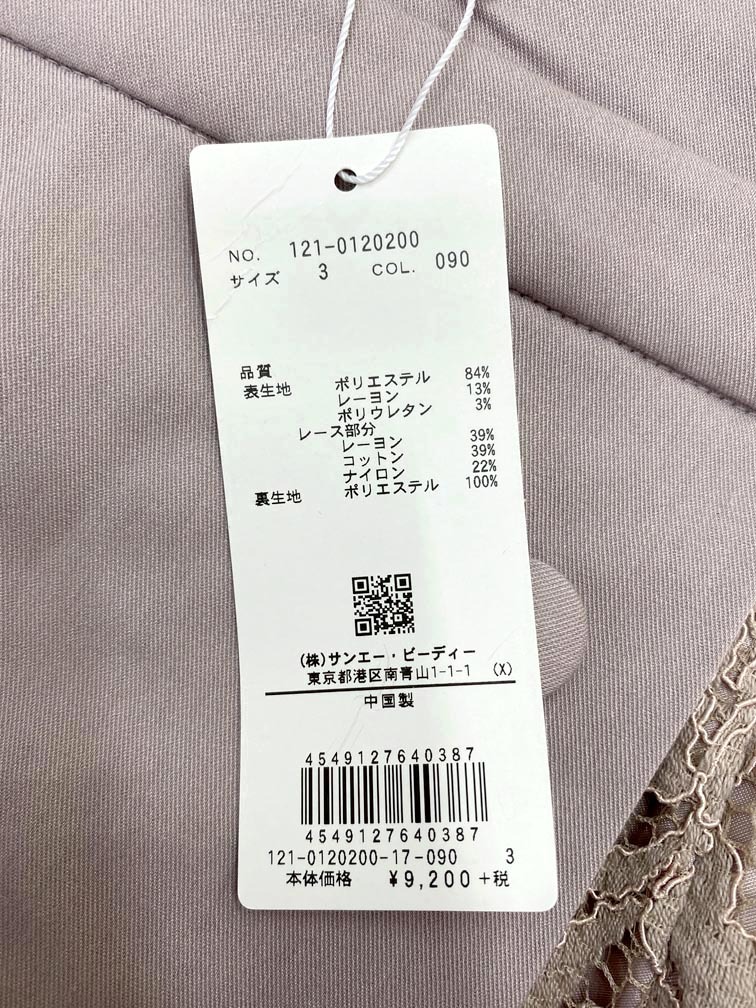 NO. 121-0120200
サイズ 3 COL. 090
品質
表生地 ポリエステル 84%
レーヨン 13%
ポリウレタン 3%
レース部分
レーヨン 39%
コットン 39%
ナイロン 22%
裏生地 ポリエステル 100%
(株)サンエー・ビーディー
東京都港区南青山1-1-1 (X)
中国製
4549127640387
4549127640387
121-0120200-17-090 3
本体価格 ¥9,200+税